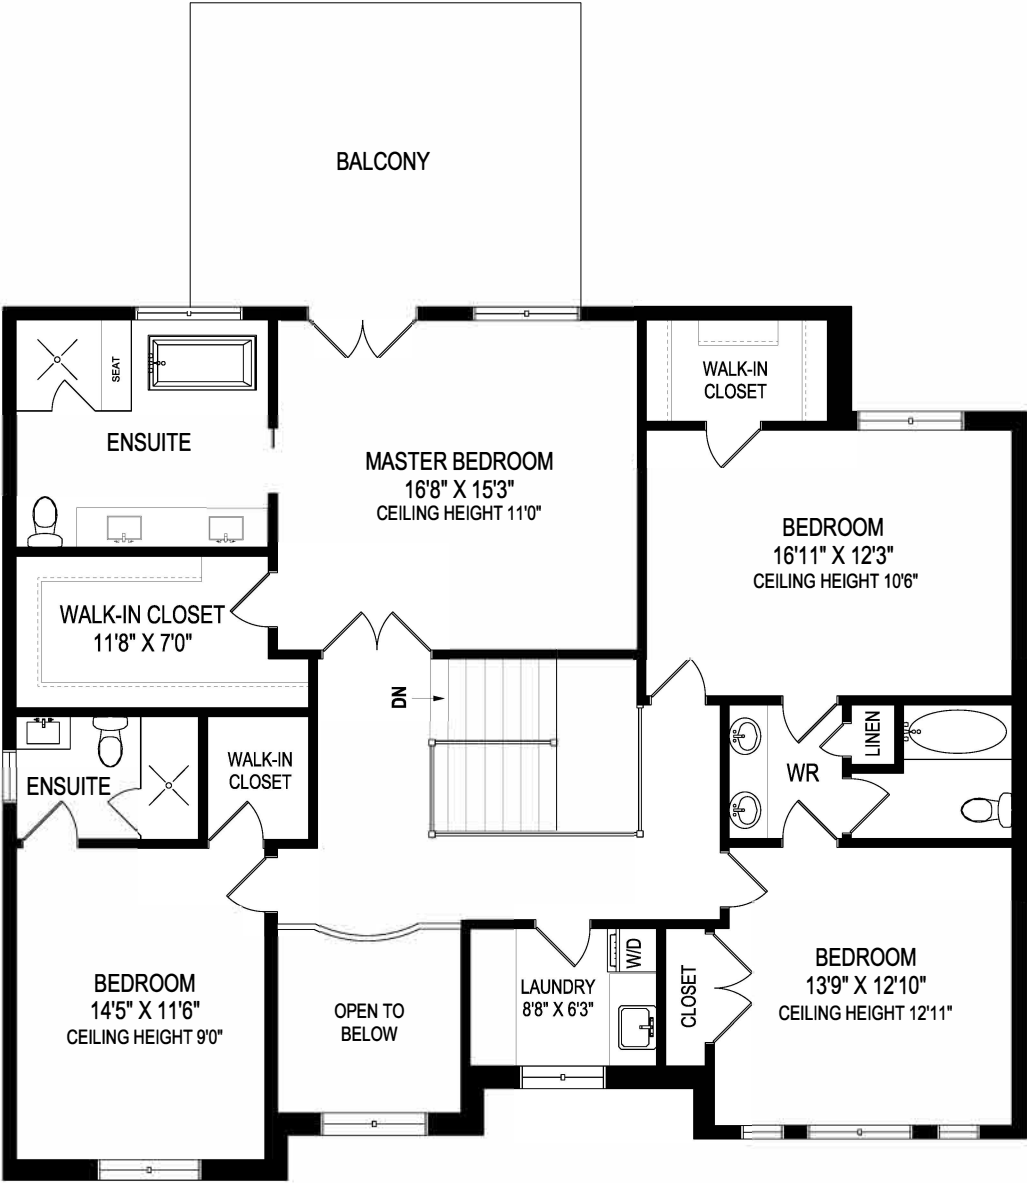 BALCONY
SEAT
ENSUITE
MASTER BEDROOM
16'8" X 15'3"
CEILING HEIGHT 11'0"
WALK-IN
CLOSET
BEDROOM
16'11" X 12'3"
CEILING HEIGHT 10'6"
WALK-IN CLOSET
11'8" X 7'0"
DN
ENSUITE
WALK-IN
CLOSET
WR
LINEN
BEDROOM
14'5" X 11'6"
CEILING HEIGHT 9'0"
OPEN TO
BELOW
LAUNDRY
8'8" X 6'3"
W/D
CLOSET
BEDROOM
13'9" X 12'10"
CEILING HEIGHT 12'11"